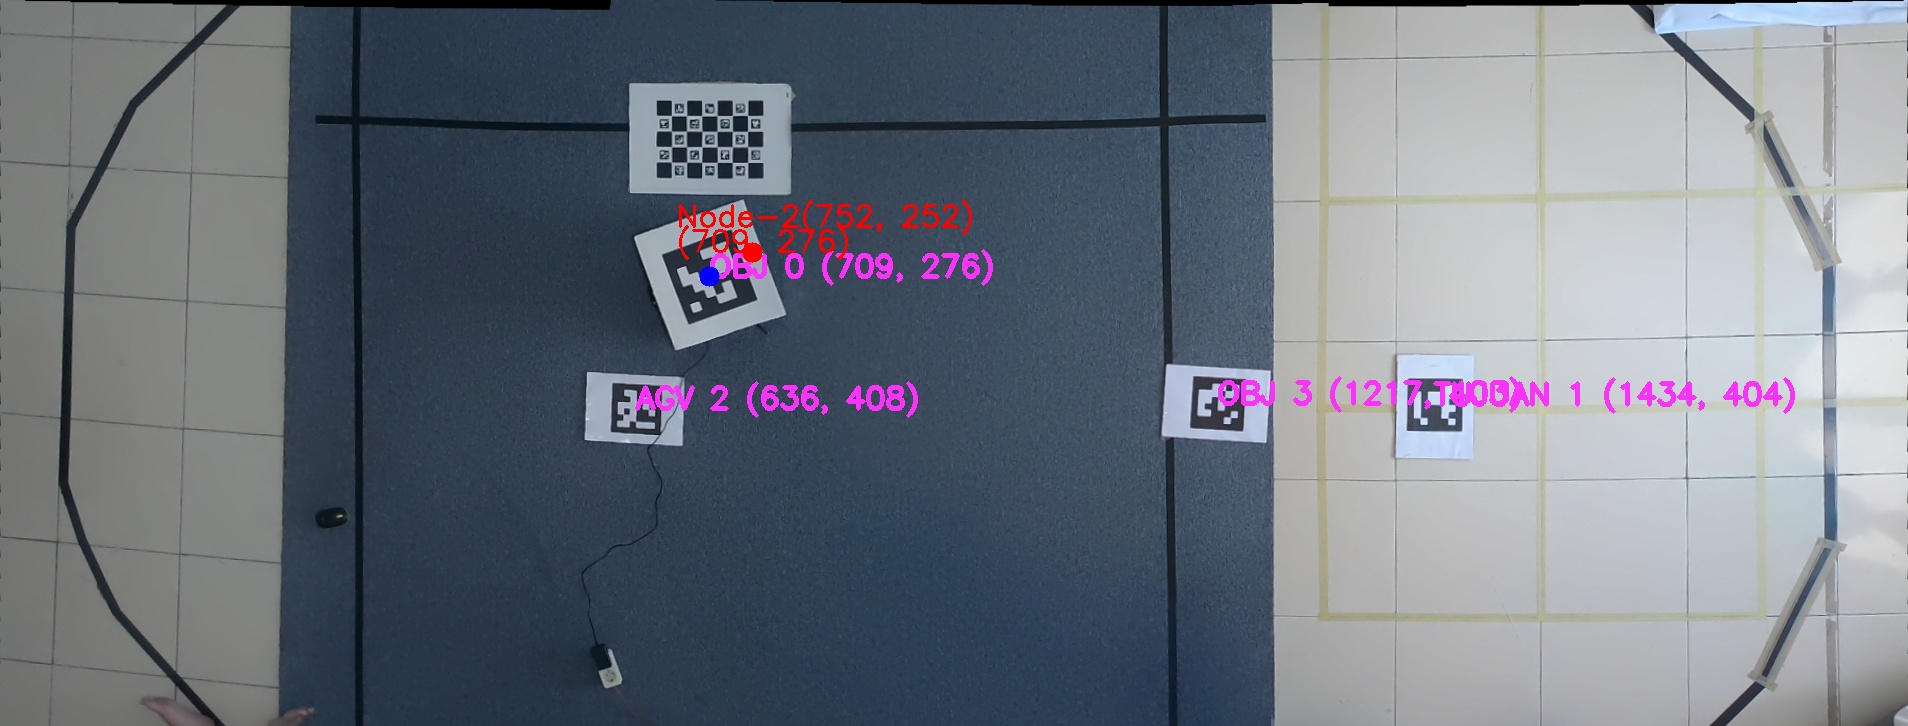 Node-2(752, 252)
(709, 276)
OBJ 0 (709, 276)
AGV 2 (636, 408)
OBJ 3 (1217,
1 (1434, 404)